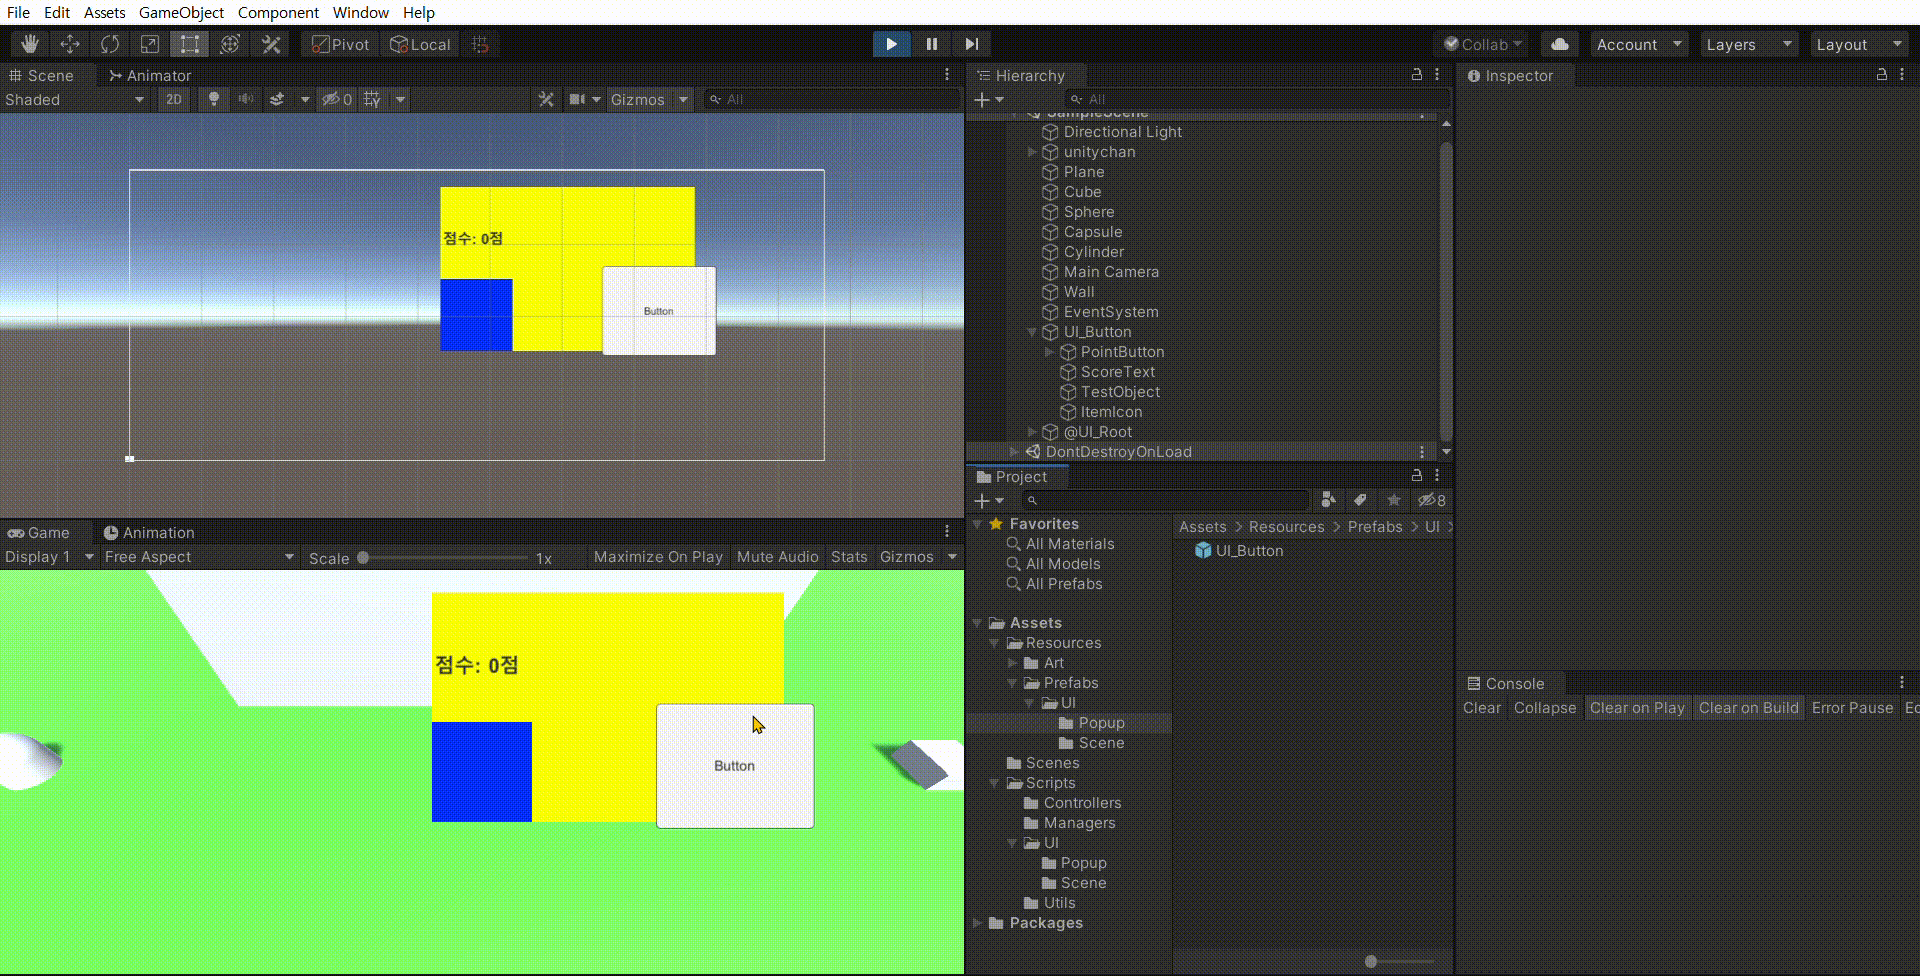 File Edit Assets GameObject Component Window Help
Pivot Local Collab Account Layers Layout
Scene Animator
Shaded 2D 0 Gizmos All
점수: 0점
Button
Game Animation
Display 1 Free Aspect Scale 1x Maximize On Play Mute Audio Stats Gizmos
점수: 0점
Button
Hierarchy
All
SampleScene
Directional Light
unitychan
Plane
Cube
Sphere
Capsule
Cylinder
Main Camera
Wall
EventSystem
UI_Button
PointButton
ScoreText
TestObject
ItemIcon
@UI_Root
DontDestroyOnLoad
Project
8
Favorites
All Materials
All Models
All Prefabs
Assets
Resources
Art
Prefabs
UI
Popup
Scene
Scenes
Scripts
Controllers
Managers
UI
Popup
Scene
Utils
Packages
Assets > Resources > Prefabs > UI >
UI_Button
Inspector
Console
Clear Collapse Clear on Play Clear on Build Error Pause